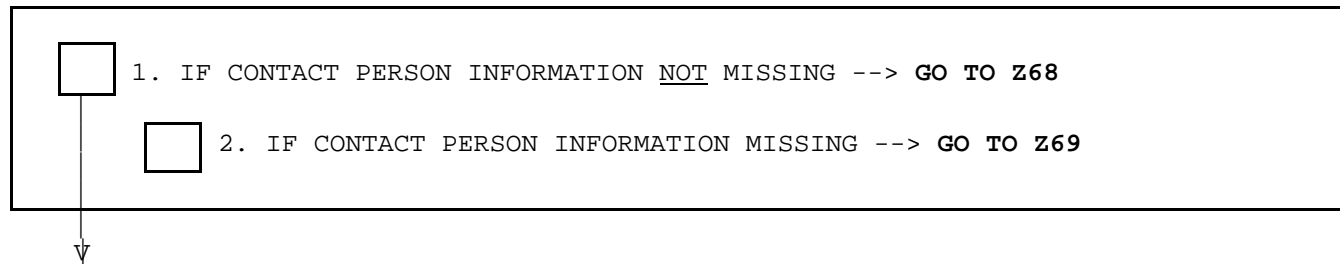 1. IF CONTACT PERSON INFORMATION NOT MISSING --> GO TO Z68
2. IF CONTACT PERSON INFORMATION MISSING --> GO TO Z69
V